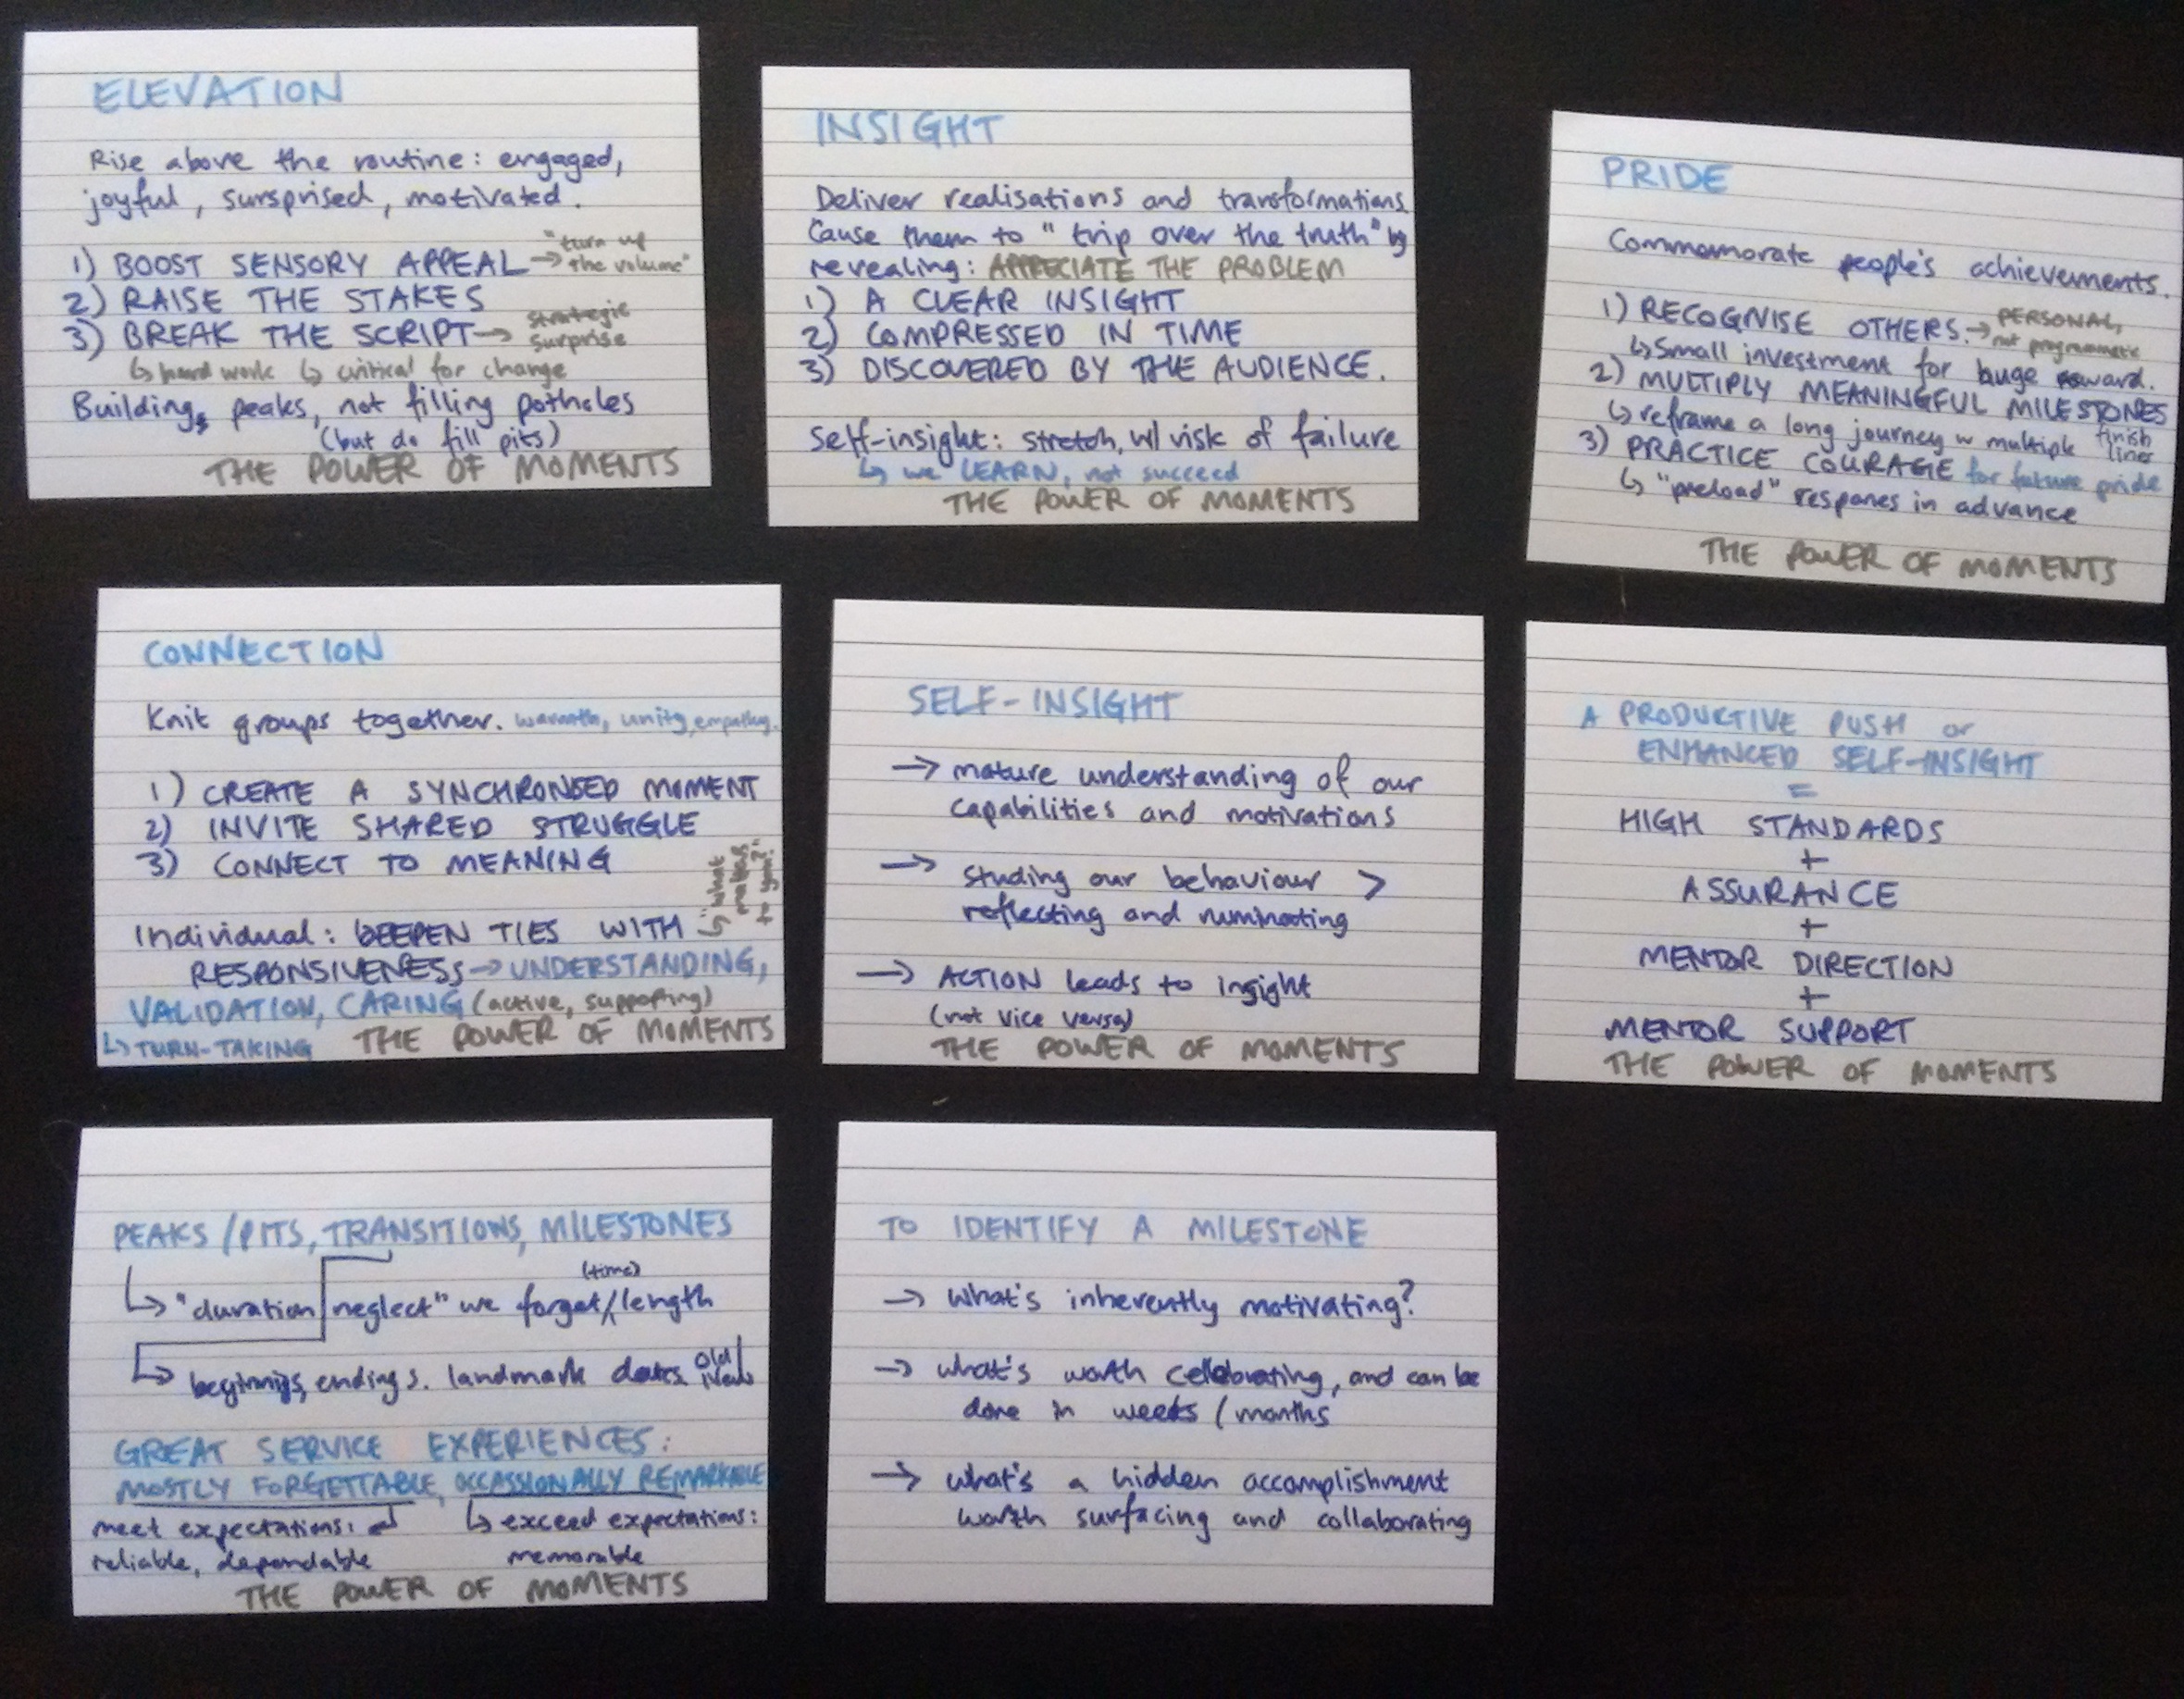 ELEVATION
Rise above the routine: engaged,
joyful, sursprised, motivated.
1) BOOST SENSORY APPEAL → "turn up
the volume"
2) RAISE THE STAKES
3) BREAK THE SCRIPT → strategic
surprise
↳ hard work ↳ critical for change
Buildings peaks, not filling potholes
(but do fill pits)
THE POWER OF MOMENTS
INSIGHT
Deliver realisations and transformations
Cause them to "trip over the truth" by
revealing: APPRECIATE THE PROBLEM
1) A CLEAR INSIGHT
2) COMPRESSED IN TIME
3) DISCOVERED BY THE AUDIENCE.
Self-insight: stretch, w/ risk of failure
↳ we LEARN, not succeed
THE POWER OF MOMENTS
PRIDE
Commemorate people's achievements.
1) RECOGNISE OTHERS. → PERSONAL,
not programmatic
↳ Small investment for huge reward.
2) MULTIPLY MEANINGFUL MILESTONES
↳ reframe a long journey w multiple finish
lines
3) PRACTICE COURAGE for future pride
↳ "preload" respones in advance
THE POWER OF MOMENTS
CONNECTION
Knit groups together. warmth, unity, empathy.
1) CREATE A SYNCHRONISED MOMENT
2) INVITE SHARED STRUGGLE
3) CONNECT TO MEANING
Individual: DEEPEN TIES WITH
↳ "what
matters
to you?"
RESPONSIVENESS → UNDERSTANDING,
VALIDATION, CARING (active, supporting)
↳ TURN-TAKING
THE POWER OF MOMENTS
SELF-INSIGHT
→ mature understanding of our
capabilities and motivations
→ studing our behaviour >
reflecting and ruminating
→ ACTION leads to insight
(not vice versa)
THE POWER OF MOMENTS
A PRODUCTIVE PUSH or
ENHANCED SELF-INSIGHT
=
HIGH STANDARDS
+
ASSURANCE
+
MENTOR DIRECTION
+
MENTOR SUPPORT
THE POWER OF MOMENTS
PEAKS/PITS, TRANSITIONS, MILESTONES
(time)
↳ "duration neglect" we forget/length
↳ beginnigs, endings. landmark dates old/new
GREAT SERVICE EXPERIENCES:
MOSTLY FORGETTABLE, OCCASSIONALLY REMARKABLE
meet expectations: ↲ ↳ exceed expectations:
reliable, dependable memorable
THE POWER OF MOMENTS
TO IDENTIFY A MILESTONE
→ what's inherently motivating?
→ what's worth celebrating, and can be
done in weeks / months
→ what's a hidden accomplishment
worth surfacing and collaborating